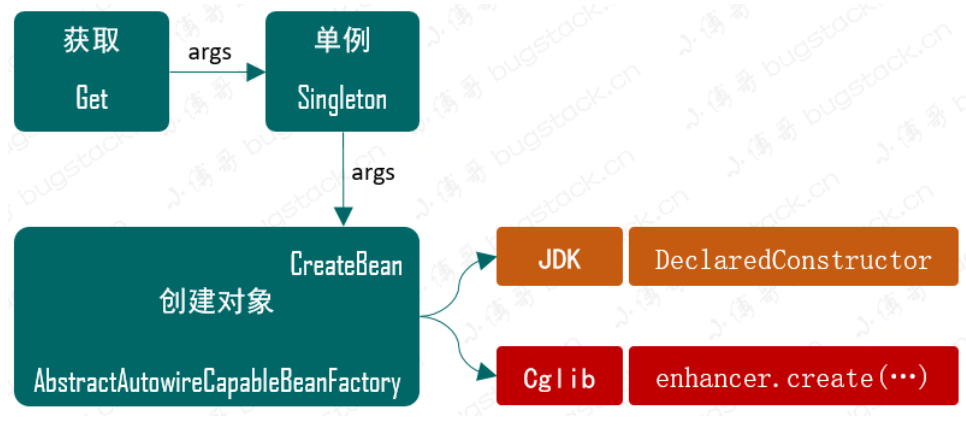 获取
Get
args
单例
Singleton
args
CreateBean
创建对象
AbstractAutowireCapableBeanFactory
JDK
DeclaredConstructor
Cglib
enhancer.create(…)
小傅哥 bugstack.cn